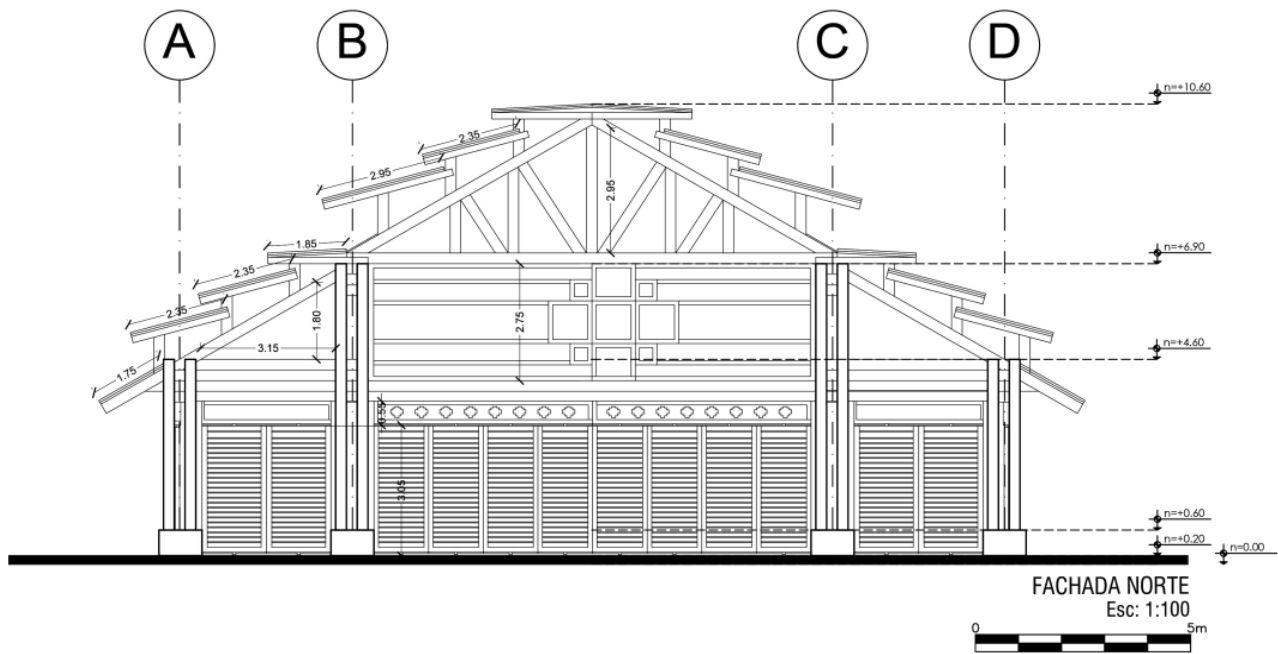 A B C D
n=+10.60
2.35
2.95
2.95
n=+6.90
1.85
2.35
2.35
1.80
2.75
3.15
n=+4.60
1.75
0.55
3.05
n=+0.60
n=+0.20
n=0.00
FACHADA NORTE
Esc: 1:100
0 5m